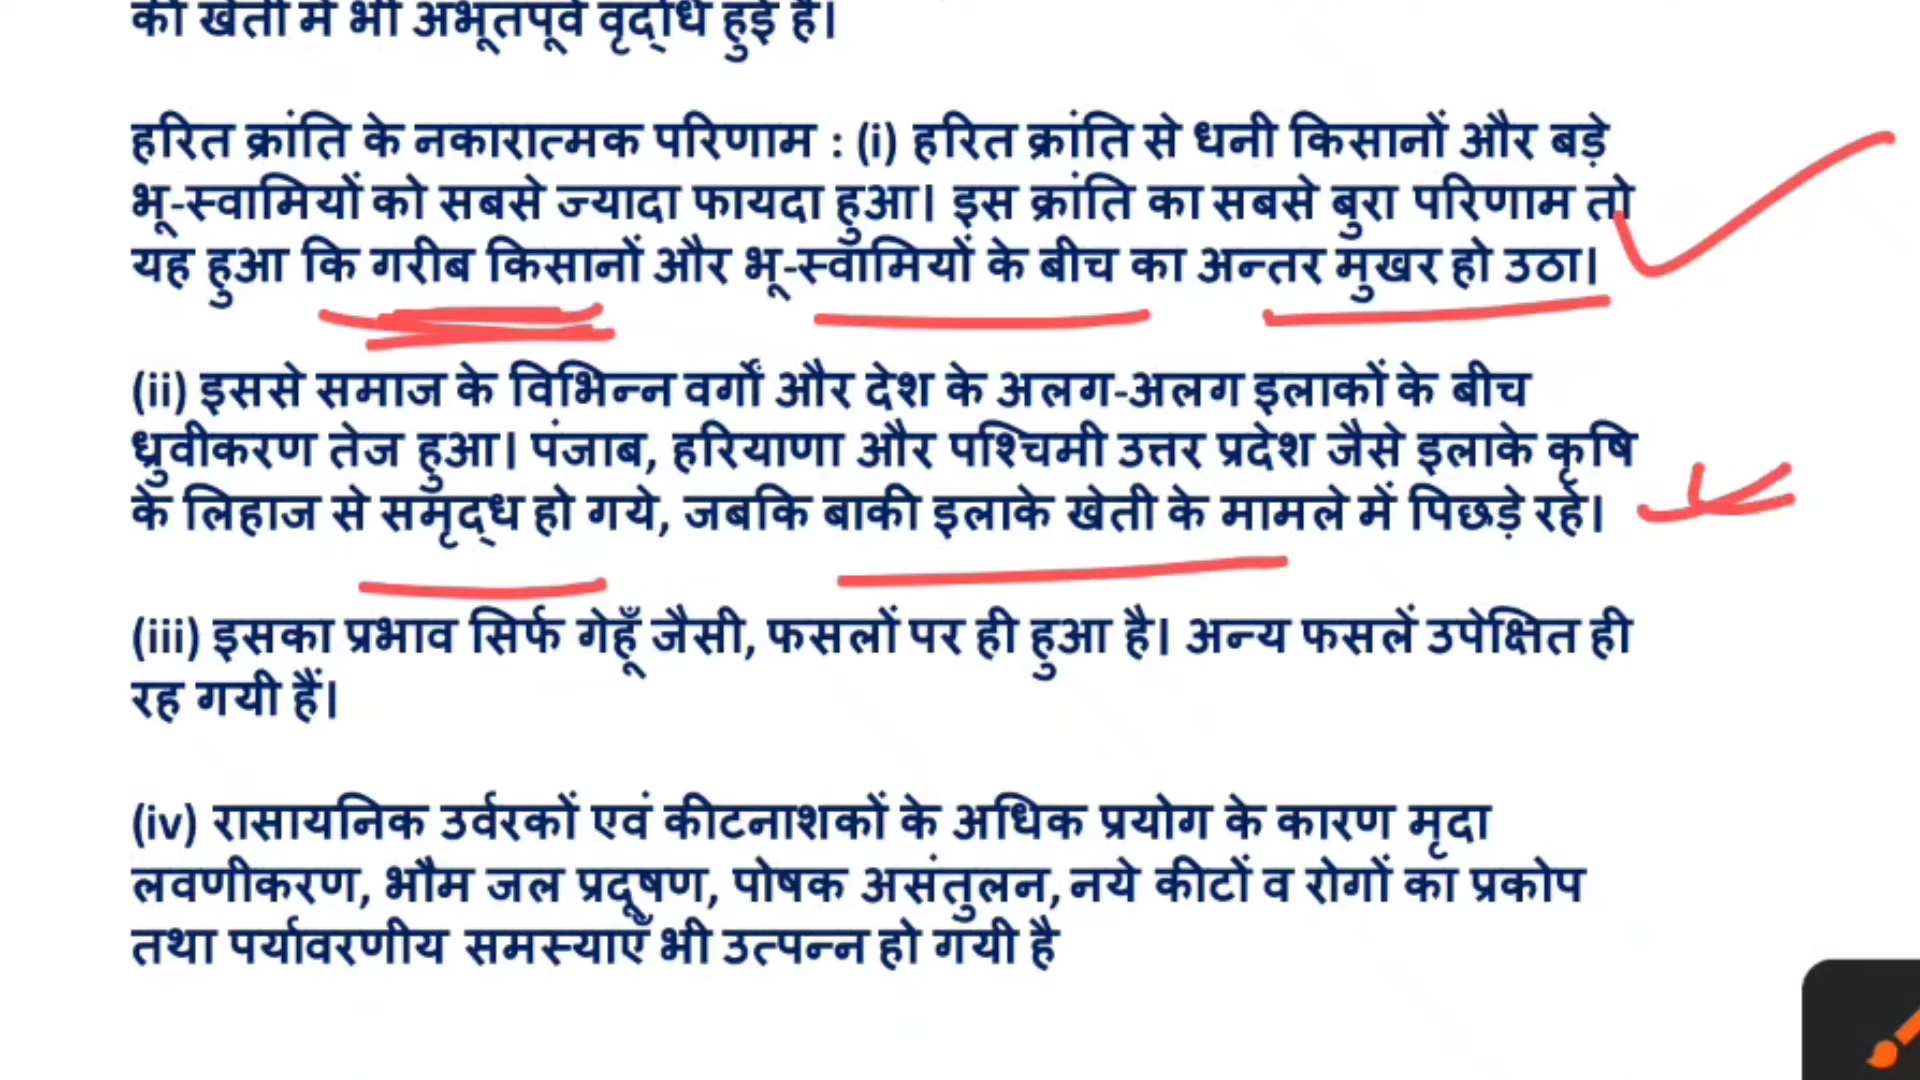 की खेती में भी अभूतपूर्व वृद्धि हुई है।
हरित क्रांति के नकारात्मक परिणाम : (i) हरित क्रांति से धनी किसानों और बड़े
भू-स्वामियों को सबसे ज्यादा फायदा हुआ। इस क्रांति का सबसे बुरा परिणाम तो
यह हुआ कि गरीब किसानों और भू-स्वामियों के बीच का अन्तर मुखर हो उठा।
(ii) इससे समाज के विभिन्न वर्गों और देश के अलग-अलग इलाकों के बीच
ध्रुवीकरण तेज हुआ। पंजाब, हरियाणा और पश्चिमी उत्तर प्रदेश जैसे इलाके कृषि
के लिहाज से समृद्ध हो गये, जबकि बाकी इलाके खेती के मामले में पिछड़े रहे।
(iii) इसका प्रभाव सिर्फ गेहूँ जैसी, फसलों पर ही हुआ है। अन्य फसलें उपेक्षित ही
रह गयी हैं।
(iv) रासायनिक उर्वरकों एवं कीटनाशकों के अधिक प्रयोग के कारण मृदा
लवणीकरण, भौम जल प्रदूषण, पोषक असंतुलन, नये कीटों व रोगों का प्रकोप
तथा पर्यावरणीय समस्याएँ भी उत्पन्न हो गयी है